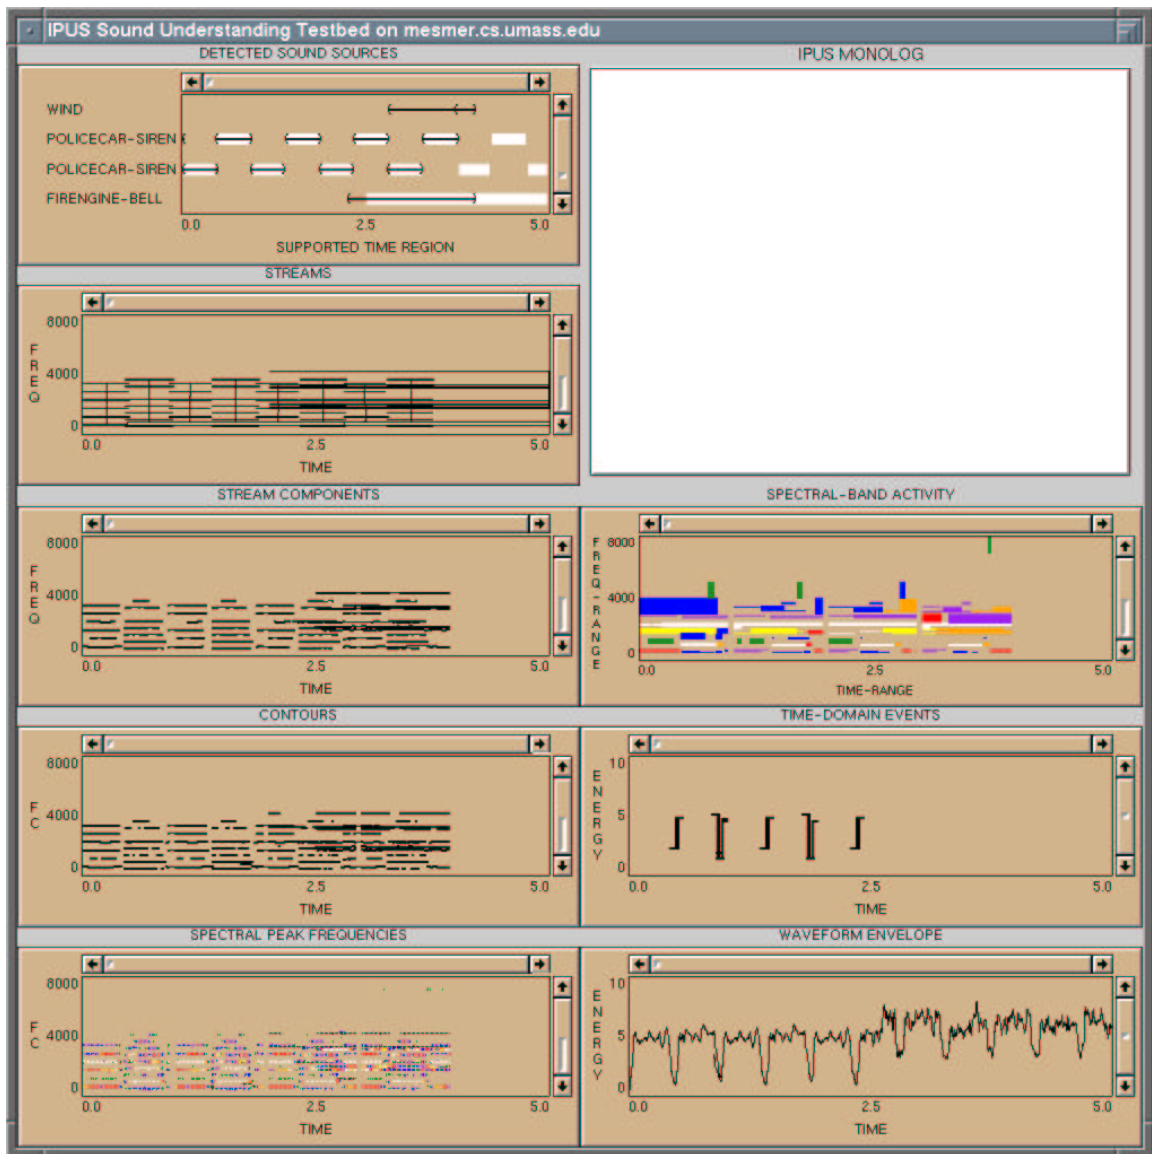 IPUS Sound Understanding Testbed on mesmer.cs.umass.edu
DETECTED SOUND SOURCES
WIND
POLICECAR-SIREN
POLICECAR-SIREN
FIRENGINE-BELL
0.0 2.5 5.0
SUPPORTED TIME REGION
IPUS MONOLOG
STREAMS
FREQ
8000
4000
0
0.0 2.5 5.0
TIME
STREAM COMPONENTS
FREQ
8000
4000
0
0.0 2.5 5.0
TIME
SPECTRAL-BAND ACTIVITY
FREQ-RANGE
8000
4000
0
0.0 2.5 5.0
TIME-RANGE
CONTOURS
FC
8000
4000
0
0.0 2.5 5.0
TIME
TIME-DOMAIN EVENTS
ENERGY
10
5
0
0.0 2.5 5.0
TIME
SPECTRAL PEAK FREQUENCIES
FC
8000
4000
0
0.0 2.5 5.0
TIME
WAVEFORM ENVELOPE
ENERGY
10
5
0
0.0 2.5 5.0
TIME